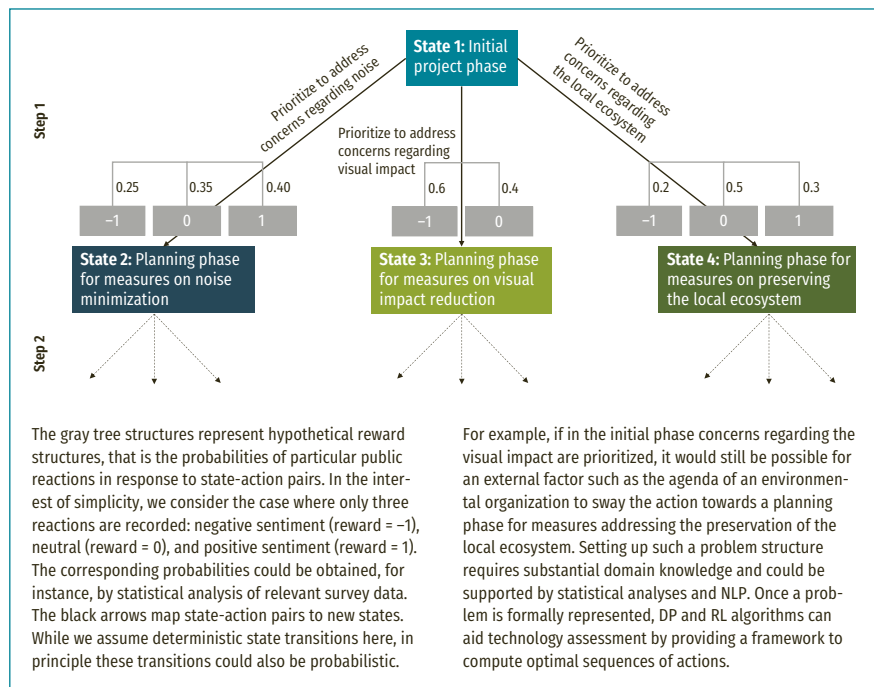 State 1: Initial
project phase
Step 1
Prioritize to address
concerns regarding noise
Prioritize to address
concerns regarding
visual impact
Prioritize to address
concerns regarding
the local ecosystem
0.25
0.35
0.40
−1
0
1
0.6
0.4
−1
0
0.2
0.5
0.3
−1
0
1
State 2: Planning phase
for measures on noise
minimization
State 3: Planning phase
for measures on visual
impact reduction
State 4: Planning phase for
measures on preserving
the local ecosystem
Step 2
The gray tree structures represent hypothetical reward
structures, that is the probabilities of particular public
reactions in response to state-action pairs. In the inter-
est of simplicity, we consider the case where only three
reactions are recorded: negative sentiment (reward = −1),
neutral (reward = 0), and positive sentiment (reward = 1).
The corresponding probabilities could be obtained, for
instance, by statistical analysis of relevant survey data.
The black arrows map state-action pairs to new states.
While we assume deterministic state transitions here, in
principle these transitions could also be probabilistic.
For example, if in the initial phase concerns regarding the
visual impact are prioritized, it would still be possible for
an external factor such as the agenda of an environmen-
tal organization to sway the action towards a planning
phase for measures addressing the preservation of the
local ecosystem. Setting up such a problem structure
requires substantial domain knowledge and could be
supported by statistical analyses and NLP. Once a prob-
lem is formally represented, DP and RL algorithms can
aid technology assessment by providing a framework to
compute optimal sequences of actions.